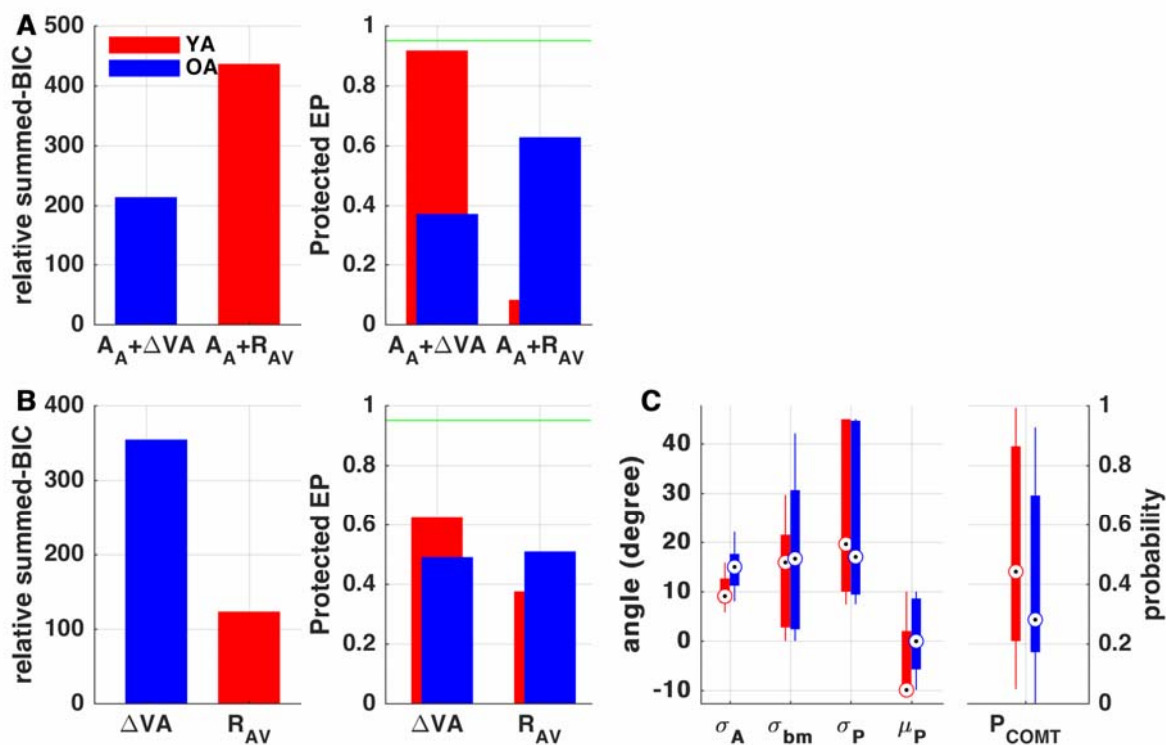 A
relative summed-BIC
500
400
300
200
100
0
YA
OA
A_A+ΔVA A_A+R_AV
Protected EP
1
0.8
0.6
0.4
0.2
0
A_A+ΔVA A_A+R_AV
B
relative summed-BIC
400
300
200
100
0
ΔVA R_AV
Protected EP
1
0.8
0.6
0.4
0.2
0
ΔVA R_AV
C
angle (degree)
40
30
20
10
0
-10
σ_A σ_bm σ_P μ_P
1
0.8
0.6
0.4
0.2
0
probability
P_COMT